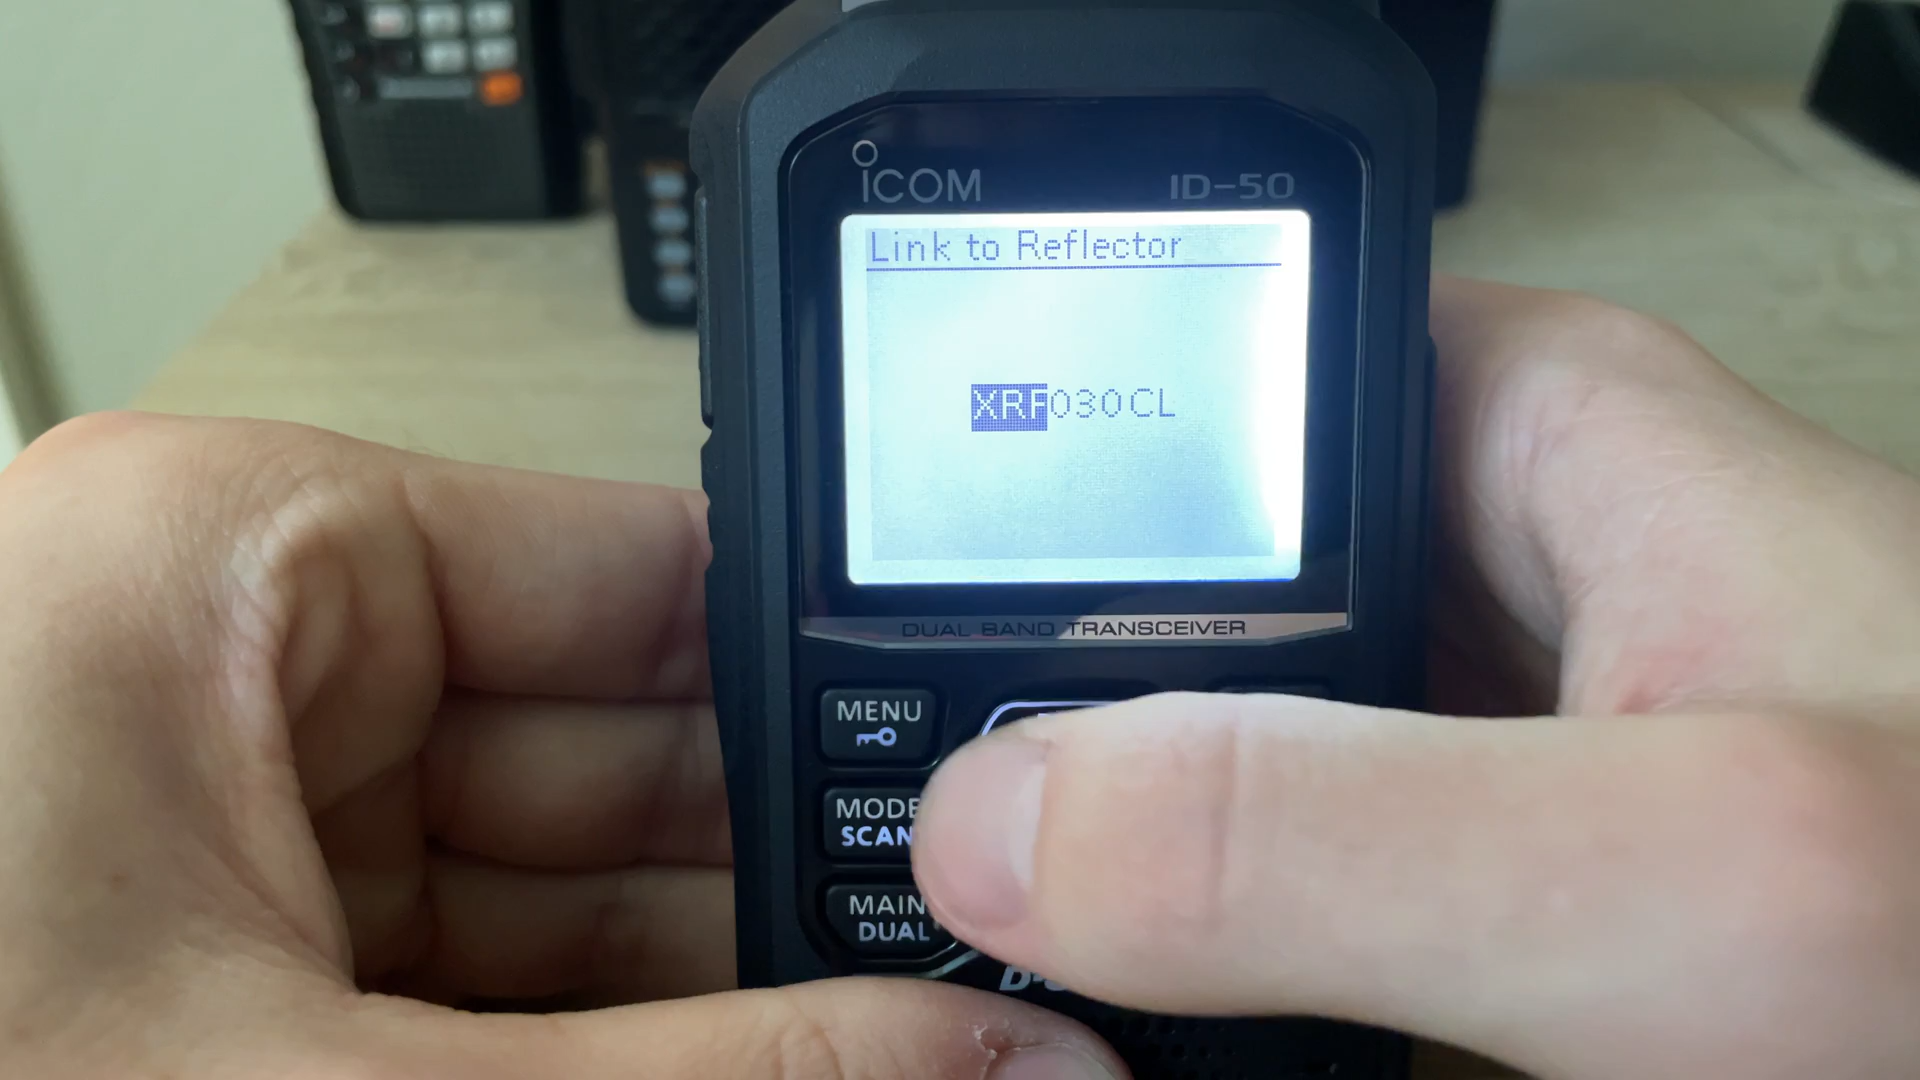 ICOM
ID-50
Link to Reflector
XRF030CL
DUAL BAND TRANSCEIVER
MENU
MODE
SCAN
MAIN
DUAL